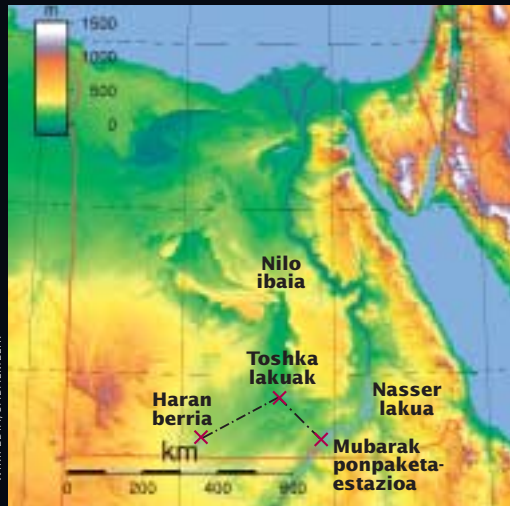 m
1500
1000
500
0
Nilo
ibaia
Toshka
lakuak
Haran
berria
Nasser
lakua
Mubarak
ponpaketa-
estazioa
km
0 200 400 600